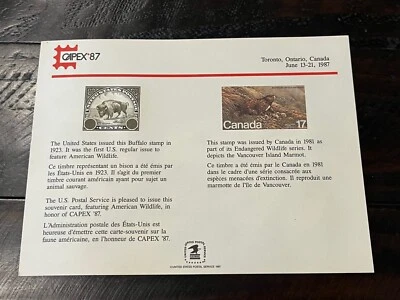 CAPEX'87
Toronto, Ontario, Canada
June 13-21, 1987
CENTS
Canada 17
The United States issued this Buffalo stamp in
1923. It was the first U.S. regular issue to
feature American Wildlife.
Ce timbre représentant un bison a été émis par
les États-Unis en 1923. Il s'agit du premier
timbre courant américain ayant pour sujet un
animal sauvage.
The U.S. Postal Service is pleased to issue this
souvenir card, featuring American Wildlife, in
honor of CAPEX '87.
L'Administration postale des États-Unis est
heureuse d'émettre cette carte-souvenir sur la
faune américaine, en l'honneur de CAPEX '87.
This stamp was issued by Canada in 1981 as
part of its Endangered Wildlife series. It
depicts the Vancouver Island Marmot.
Ce timbre a été émis par le Canada en 1981
dans le cadre d'une série consacrée aux
espèces menacées d'extinction. Il reproduit une
marmotte de l'île de Vancouver.